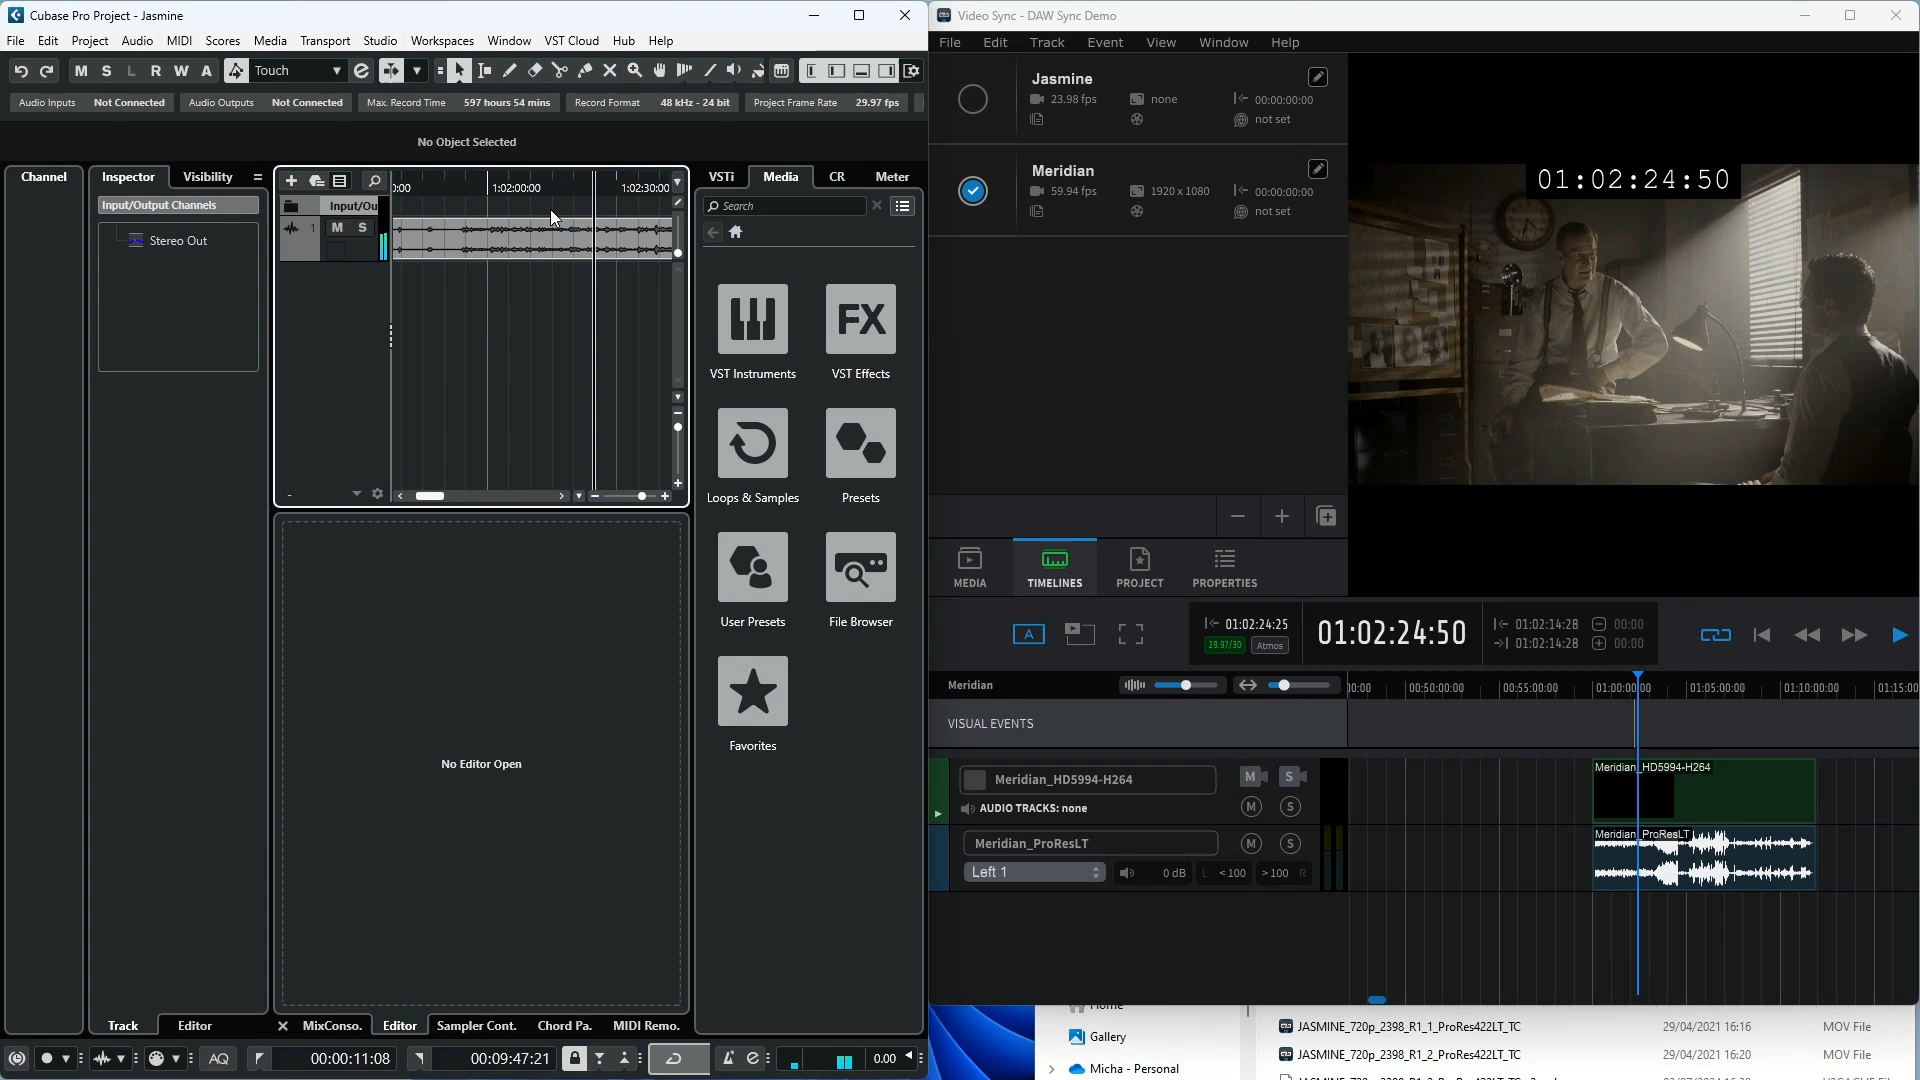 Cubase Pro Project - Jasmine
File Edit Project Audio MIDI Scores Media Transport Studio Workspaces Window VST Cloud Hub Help
M S L R W A Touch
Audio Inputs Not Connected Audio Outputs Not Connected Max. Record Time 597 hours 54 mins Record Format 48 kHz - 24 bit Project Frame Rate 29.97 fps
No Object Selected
Channel
Inspector Visibility
Input/Output Channels
Stereo Out
1:02:00:00 1:02:30:00
Input/Ou
1 M S
VSTi Media CR Meter
Search
VST Instruments VST Effects
FX
Loops & Samples Presets
User Presets File Browser
Favorites
No Editor Open
Track Editor
MixConso. Editor Sampler Cont. Chord Pa. MIDI Remo.
AQ 00:00:11:08 00:09:47:21 0.00
Video Sync - DAW Sync Demo
File Edit Track Event View Window Help
Jasmine
23.98 fps none 00:00:00:00
not set
Meridian
59.94 fps 1920 x 1080 00:00:00:00
not set
01:02:24:50
MEDIA TIMELINES PROJECT PROPERTIES
A
01:02:24:25
29.97/30 Atmos
01:02:24:50
01:02:14:28 00:00
01:02:14:28 00:00
Meridian
00:50:00:00 00:55:00:00 01:00:00:00 01:05:00:00 01:10:00:00 01:15:00
VISUAL EVENTS
Meridian_HD5994-H264 M S
AUDIO TRACKS: none M S
Meridian_HD5994-H264
Meridian_ProResLT M S
Left 1 0 dB L <100 >100 R
Meridian_ProResLT
Gallery
Micha - Personal
JASMINE_720p_2398_R1_1_ProRes422LT_TC 29/04/2021 16:16 MOV File
JASMINE_720p_2398_R1_2_ProRes422LT_TC 29/04/2021 16:20 MOV File